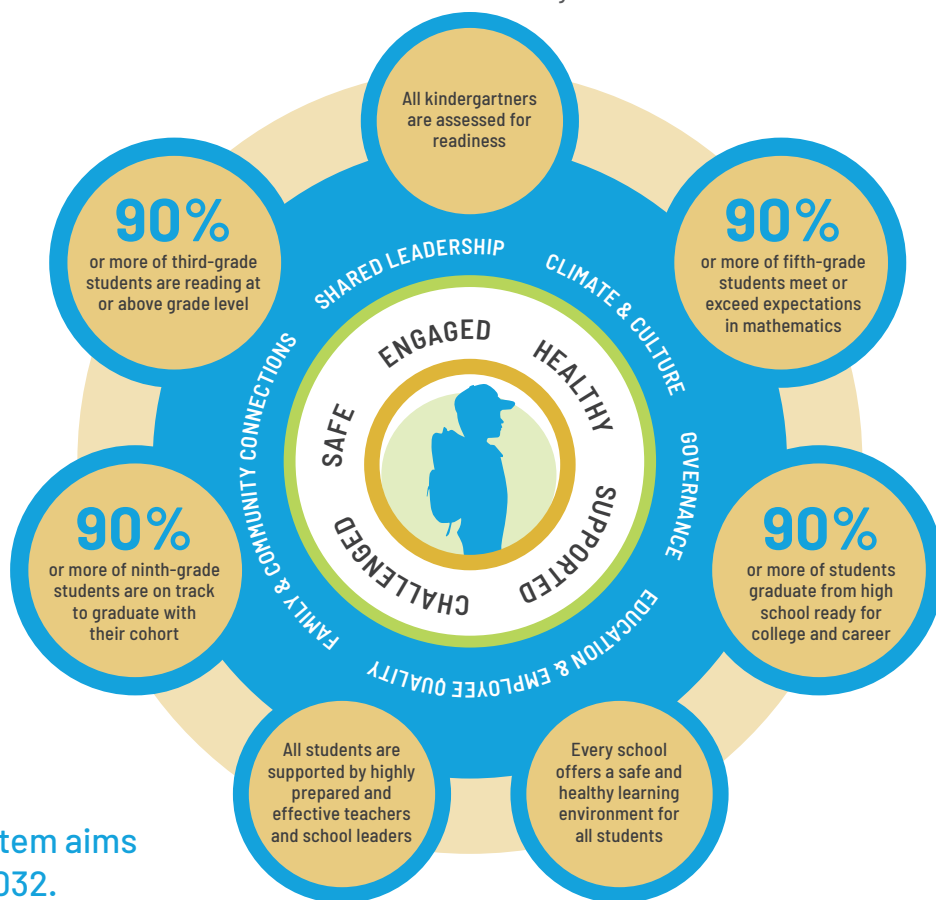 All kindergartners
are assessed for
readiness
90%
or more of third-grade
students are reading at
or above grade level
90%
or more of fifth-grade
students meet or
exceed expectations
in mathematics
SHARED LEADERSHIP
CLIMATE & CULTURE
GOVERNANCE
EDUCATION & EMPLOYEE QUALITY
FAMILY & COMMUNITY CONNECTIONS
ENGAGED
HEALTHY
SUPPORTED
CHALLENGED
SAFE
90%
or more of ninth-grade
students are on track
to graduate with
their cohort
90%
or more of students
graduate from high
school ready for
college and career
All students are
supported by highly
prepared and
effective teachers
and school leaders
Every school
offers a safe and
healthy learning
environment for
all students
aims